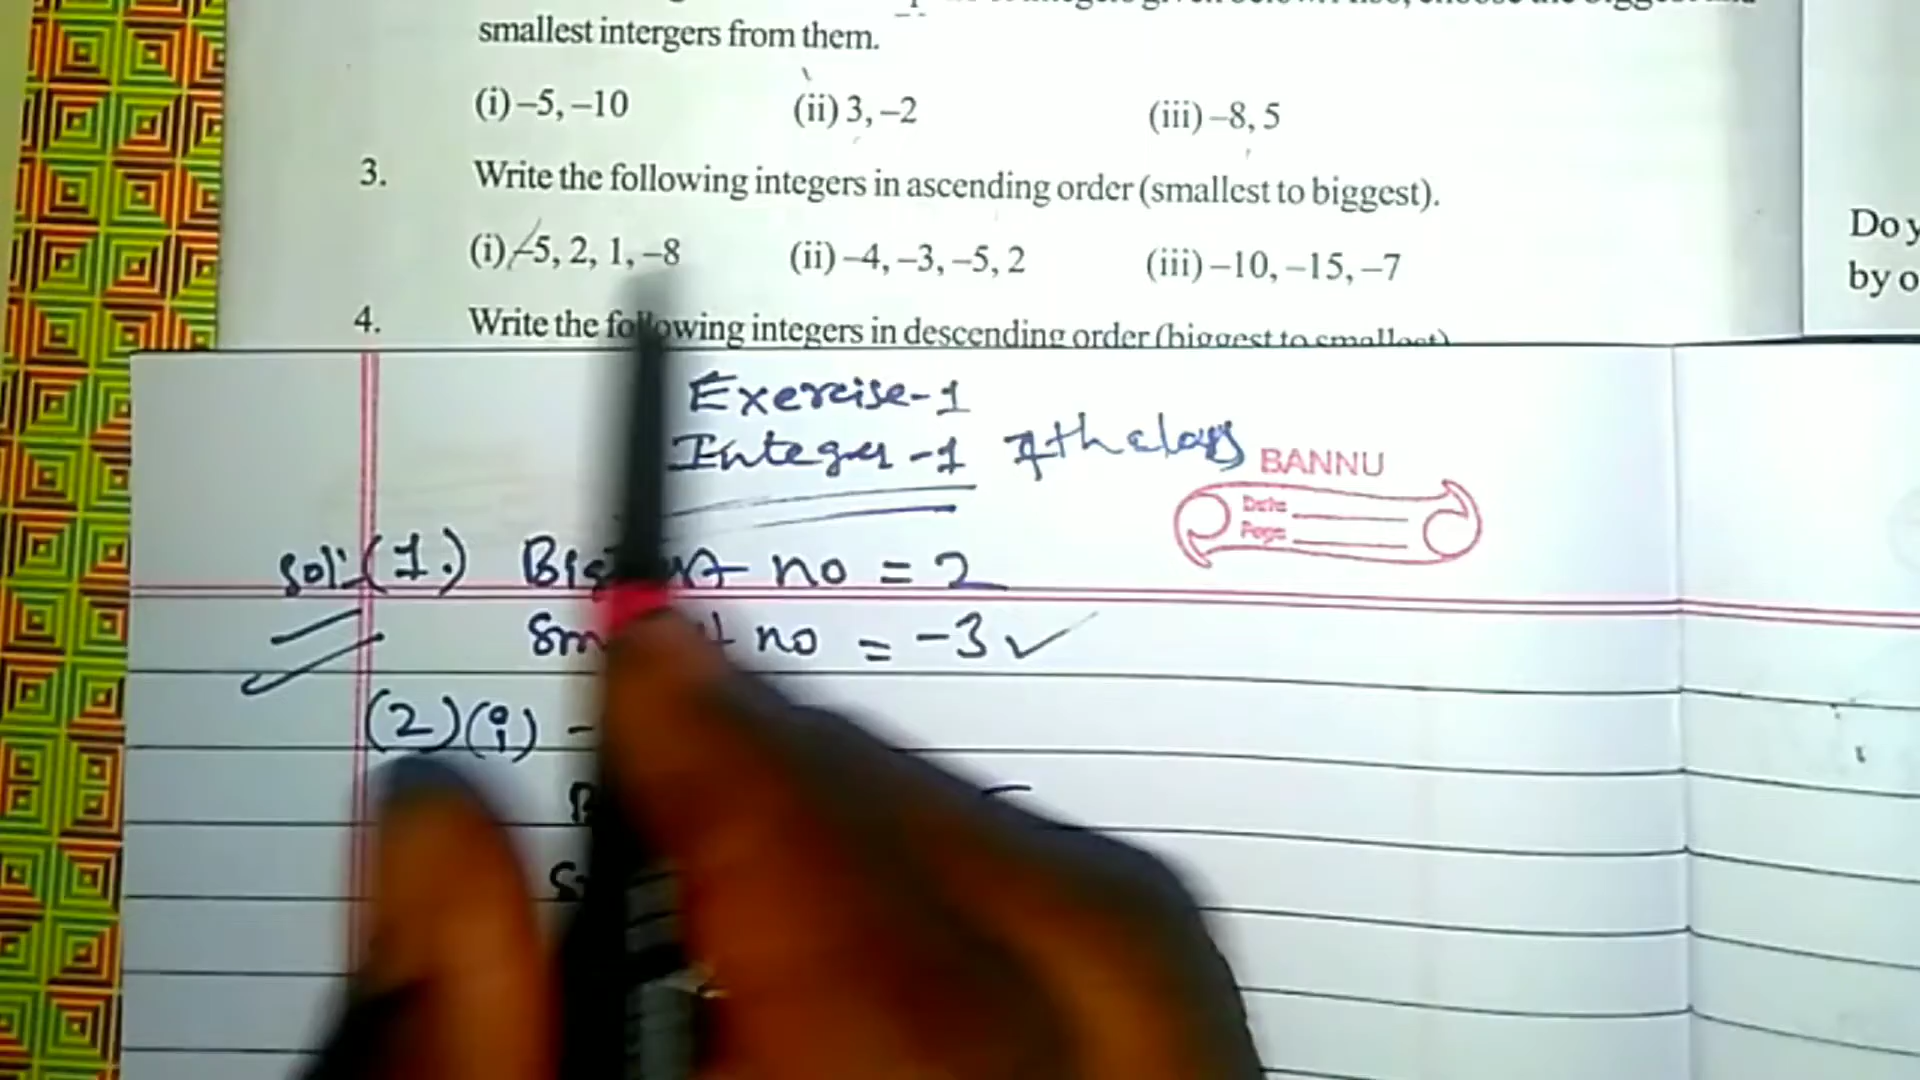 smallest intergers from them.
(i) –5, –10 (ii) 3, –2 (iii) –8, 5
3. Write the following integers in ascending order (smallest to biggest).
(i) –5, 2, 1, –8 (ii) –4, –3, –5, 2 (iii) –10, –15, –7
4. Write the following integers in descending order (biggest to smallest)
Do y
by o
Exercise-1
Integer-1 7th class
BANNU
Date
Page
Sol:-(1.) no = 2
no = -3 ✓
(2)(i) -